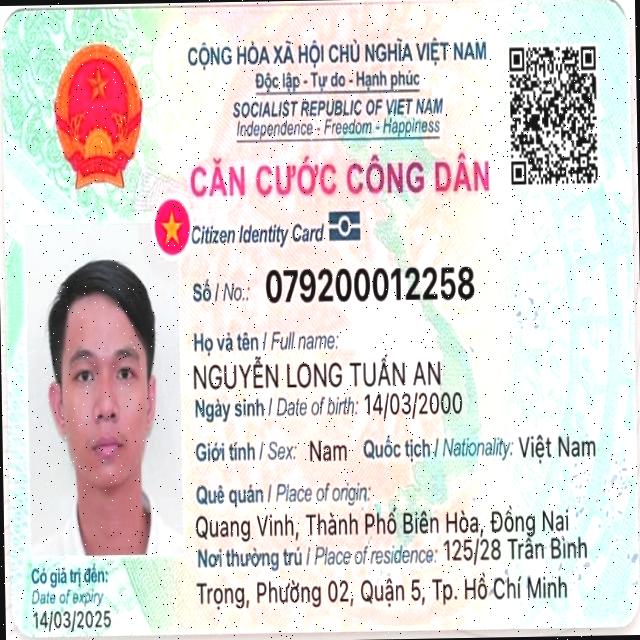 CỘNG HÒA XÃ HỘI CHỦ NGHĨA VIỆT NAM
Độc lập - Tự do - Hạnh phúc
SOCIALIST REPUBLIC OF VIET NAM
Independence - Freedom - Happiness
CĂN CƯỚC CÔNG DÂN
Citizen Identity Card
Số / No.: 079200012258
Họ và tên / Full name:
NGUYỄN LONG TUẤN AN
Ngày sinh / Date of birth: 14/03/2000
Giới tính / Sex: Nam Quốc tịch / Nationality: Việt Nam
Quê quán / Place of origin:
Quang Vinh, Thành Phố Biên Hòa, Đồng Nai
Nơi thường trú / Place of residence: 125/28 Trần Bình
Trọng, Phường 02, Quận 5, Tp. Hồ Chí Minh
Có giá trị đến:
Date of expiry
14/03/2025